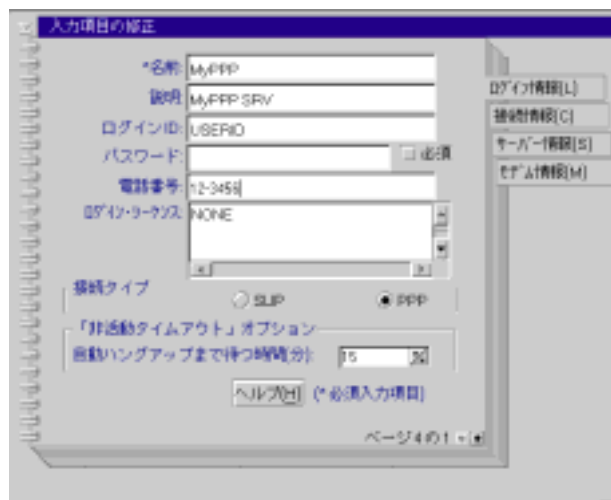 入力項目の修正
*名前: MyPPP
説明: MyPPP SRV
ログインID: USERID
パスワード: 必須
電話番号: 12-3456
ログイン・シーケンス: NONE
接続タイプ
SLIP PPP
「非活動タイムアウト」オプション
自動ハングアップまで待つ時間(分): 15
ヘルプ(H) (*必須入力項目)
ページ4の1
ログイン情報(L)
接続情報(C)
サーバー情報(S)
モデム情報(M)